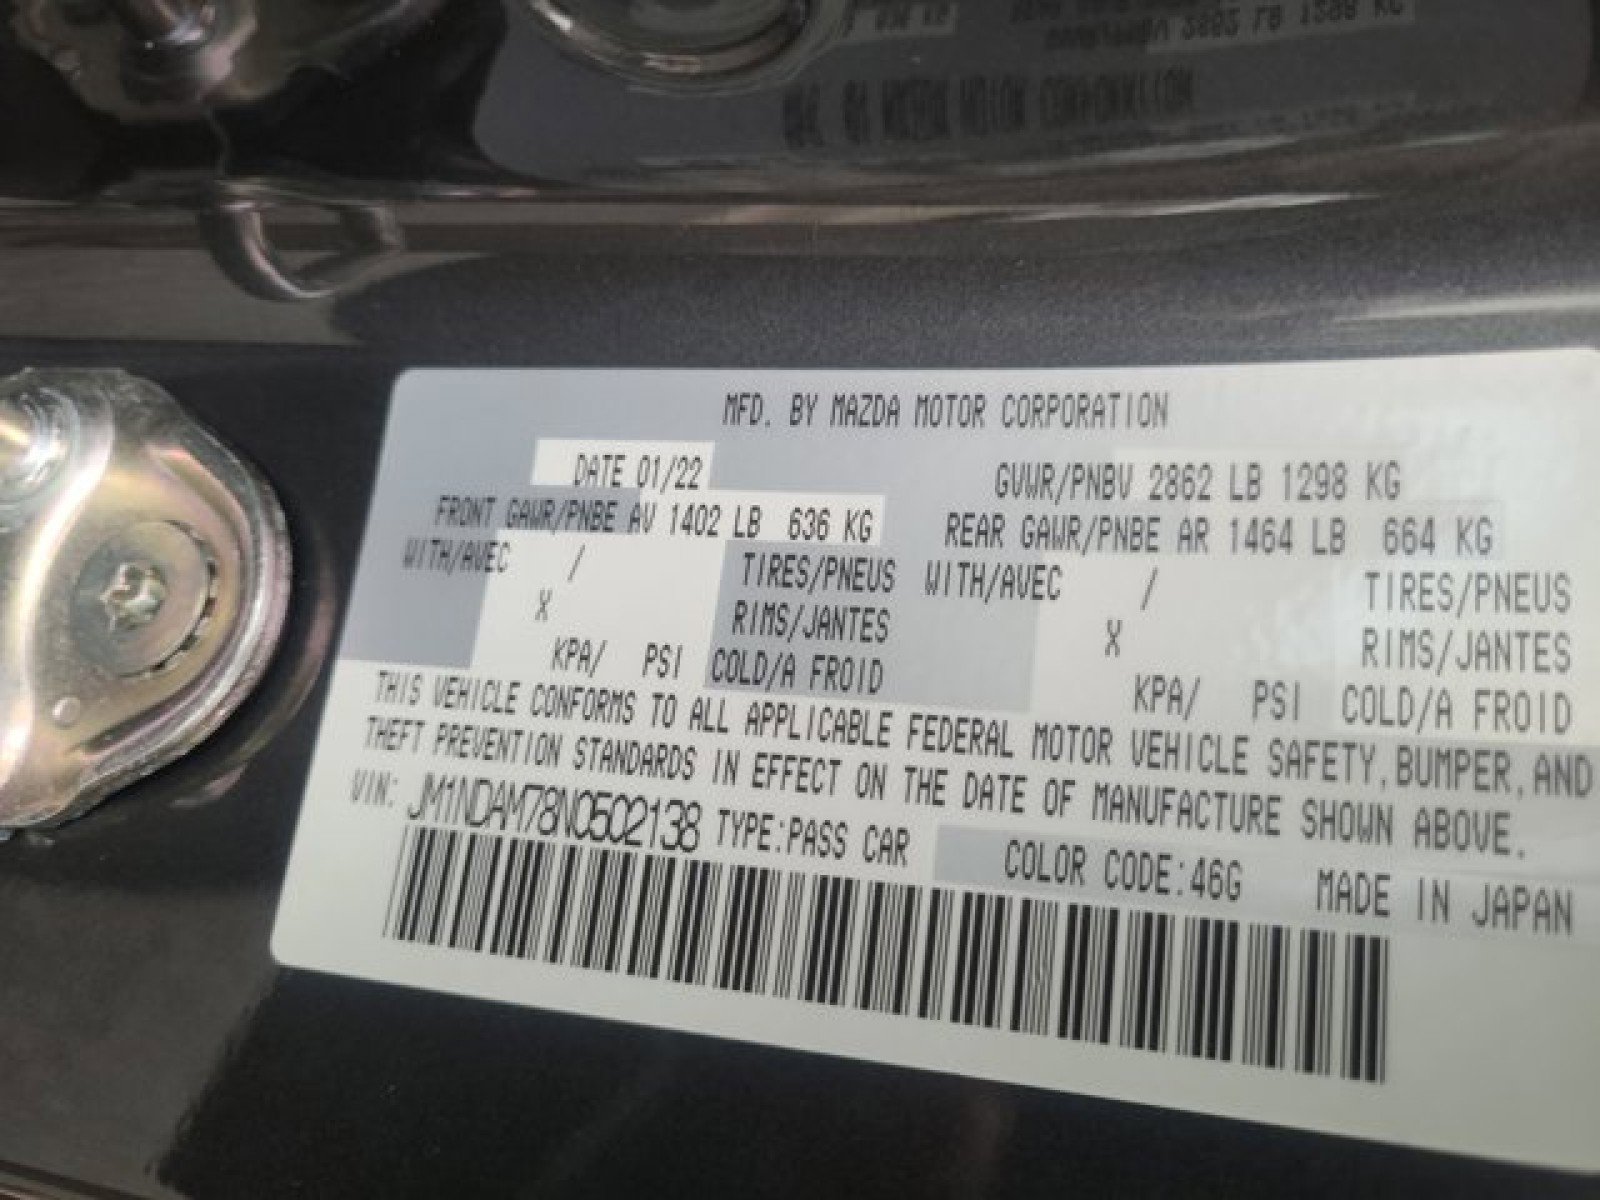 MFD. BY MAZDA MOTOR CORPORATION
DATE 01/22 GVWR/PNBV 2862 LB 1298 KG
FRONT GAWR/PNBE AV 1402 LB 636 KG REAR GAWR/PNBE AR 1464 LB 664 KG
WITH/AVEC / TIRES/PNEUS WITH/AVEC / TIRES/PNEUS
X RIMS/JANTES X RIMS/JANTES
KPA/ PSI COLD/A FROID KPA/ PSI COLD/A FROID
THIS VEHICLE CONFORMS TO ALL APPLICABLE FEDERAL MOTOR VEHICLE SAFETY, BUMPER, AND
THEFT PREVENTION STANDARDS IN EFFECT ON THE DATE OF MANUFACTURE SHOWN ABOVE.
VIN: JM1NDAM78N0502138 TYPE:PASS CAR COLOR CODE:46G MADE IN JAPAN